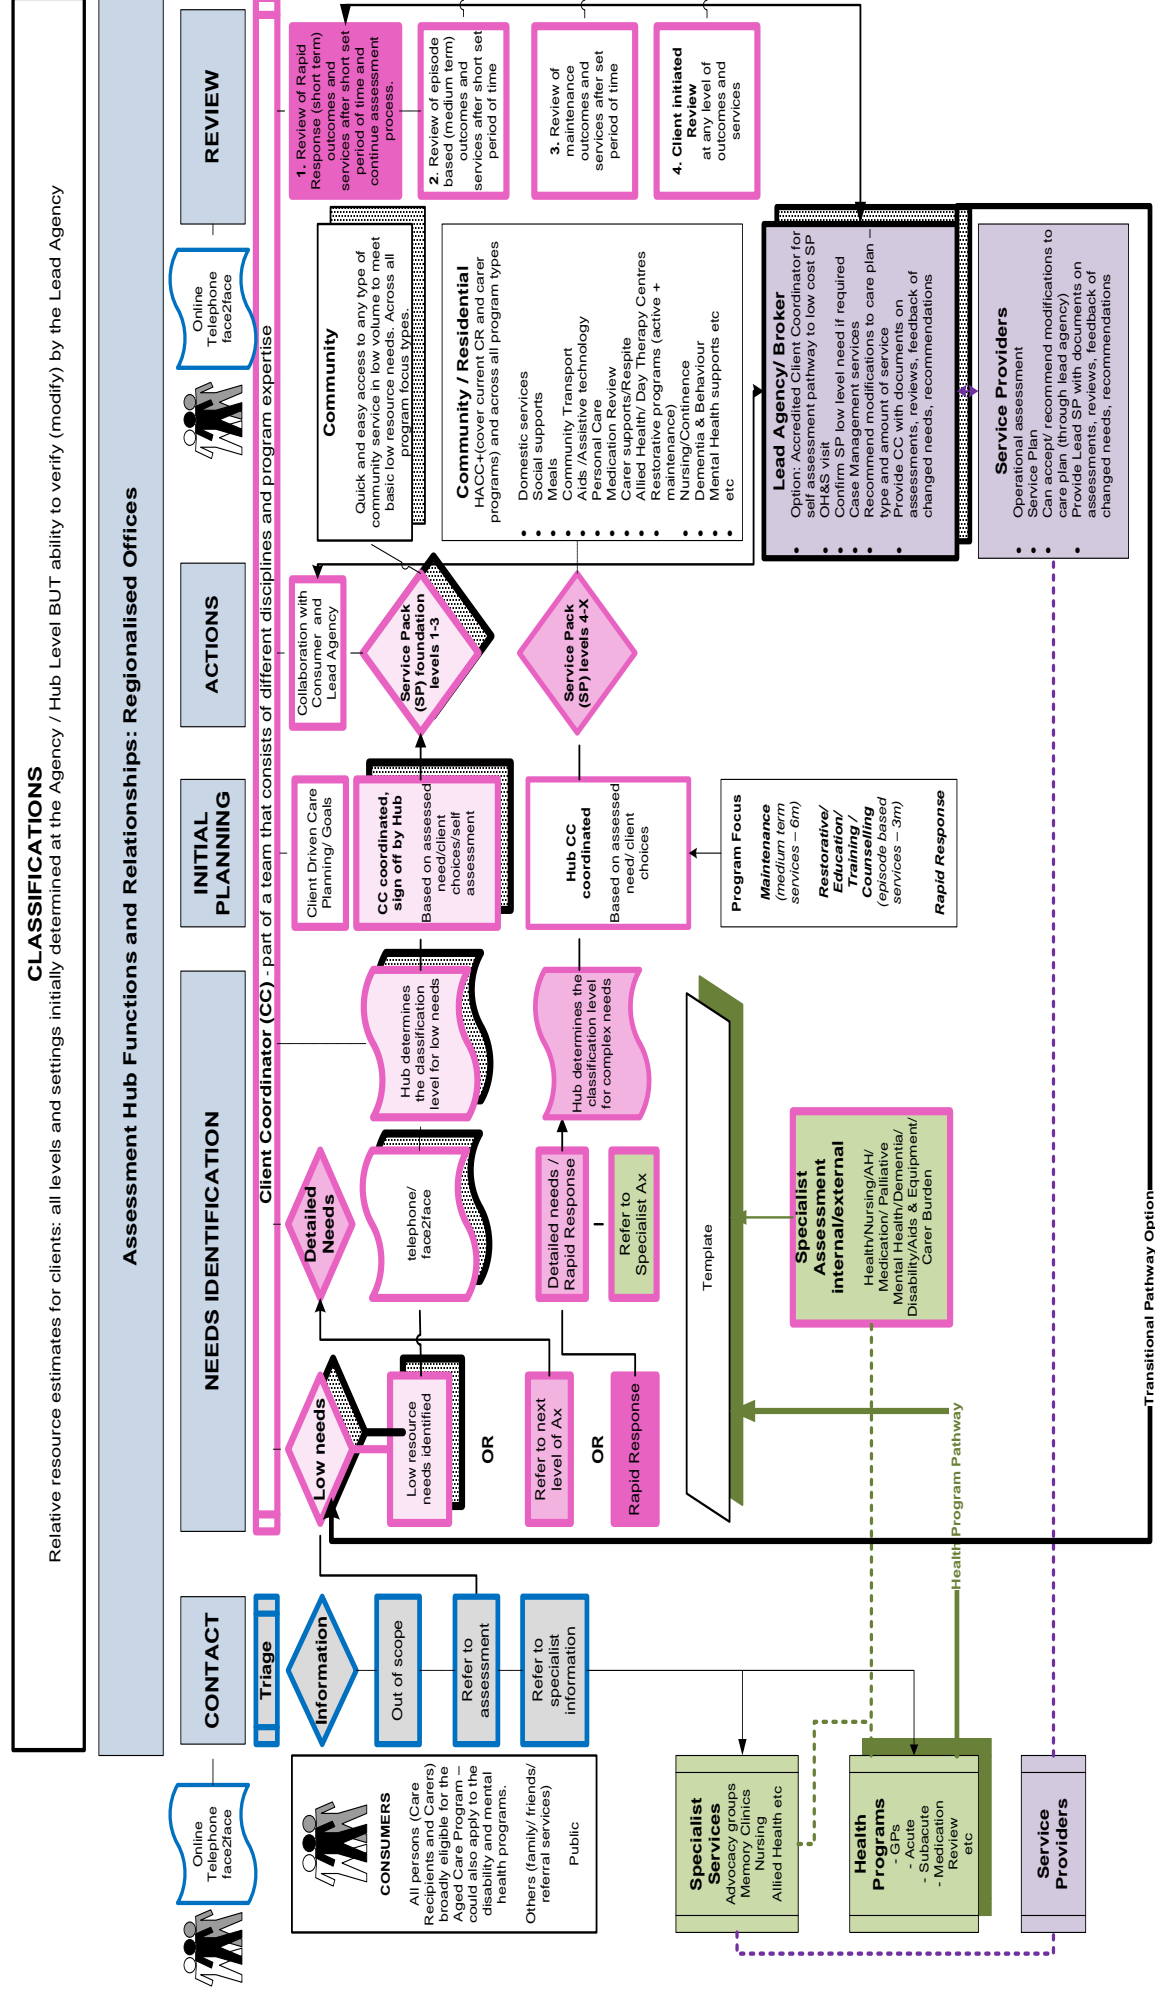 CLASSIFICATIONS
Relative resource estimates for clients: all levels and settings initially determined at the Agency / Hub Level BUT ability to verify (modify) by the Lead Agency
Assessment Hub Functions and Relationships: Regionalised Offices
Online
Telephone
face2face
CONTACT
NEEDS IDENTIFICATION
INITIAL
PLANNING
ACTIONS
Online
Telephone
face2face
REVIEW
Triage
Client Coordinator (CC) - part of a team that consists of different disciplines and program expertise
CONSUMERS
All persons (Care
Recipients and Carers)
broadly eligible for the
Aged Care Program –
could also apply to the
disability and mental
health programs.
Others (family/ friends/
referral services)
Public
Information
Out of scope
Refer to
assessment
Refer to
specialist
information
Low needs
Low resource
needs identified
OR
Refer to next
level of Ax
OR
Rapid Response
Detailed
Needs
telephone/
face2face
Detailed needs /
Rapid Response
Refer to
Specialist Ax
Hub determines
the classification
level for low needs
Hub determines the
classification level
for complex needs
Template
Client Driven Care
Planning/ Goals
CC coordinated,
sign off by Hub
Based on assessed
need/client
choices/self
assessment
Hub CC
coordinated
Based on assessed
need/ client
choices
Program Focus
Maintenance
(medium term
services – 6m)
Restorative/
Education/
Training /
Counselling
(episode based
services – 3m)
Rapid Response
Collaboration with
Consumer and
Lead Agency
Service Pack
(SP) foundation
levels 1-3
Service Pack
(SP) levels 4-X
Community
Quick and easy access to any type of
community service in low volume to meet
basic low resource needs. Across all
program focus types.
Community / Residential
HACC+(cover current CR and carer
programs) and across all program types
• Domestic services
• Social supports
• Meals
• Community Transport
• Aids /Assistive technology
• Personal Care
• Medication Review
• Carer supports/Respite
• Allied Health/ Day Therapy Centres
• Restorative programs (active +
maintenance)
• Nursing/Continence
• Dementia & Behaviour
• Mental Health supports etc
• etc
Lead Agency/ Broker
• Option: Accredited Client Coordinator for
self assessment pathway to low cost SP
• OH&S visit
• Confirm SP low level need if required
• Case Management services
• Recommend modifications to care plan –
type and amount of service
• Provide CC with documents on
assessments, reviews, feedback of
changed needs, recommendations
Service Providers
• Operational assessment
• Service Plan
• Can accept/ recommend modifications to
care plan (through lead agency)
• Provide Lead SP with documents on
assessments, reviews, feedback of
changed needs, recommendations
1. Review of Rapid
Response (short term)
outcomes and
services after short set
period of time and
continue assessment
process.
2. Review of episode
based (medium term)
outcomes and
services after short set
period of time
3. Review of
maintenance
outcomes and
services after set
period of time
4. Client initiated
Review
at any level of
outcomes and
services
Specialist
Services
Advocacy groups
Memory Clinics
Nursing
Allied Health etc
Health
Programs
- GPs
- Acute
- Subacute
- Medication
Review
etc
Service
Providers
Specialist
Assessment
internal/external
Health/Nursing/AH/
Medication/ Palliative
Mental Health/Dementia/
Disability/Aids & Equipment/
Carer Burden
Health Program Pathway
Transitional Pathway Option